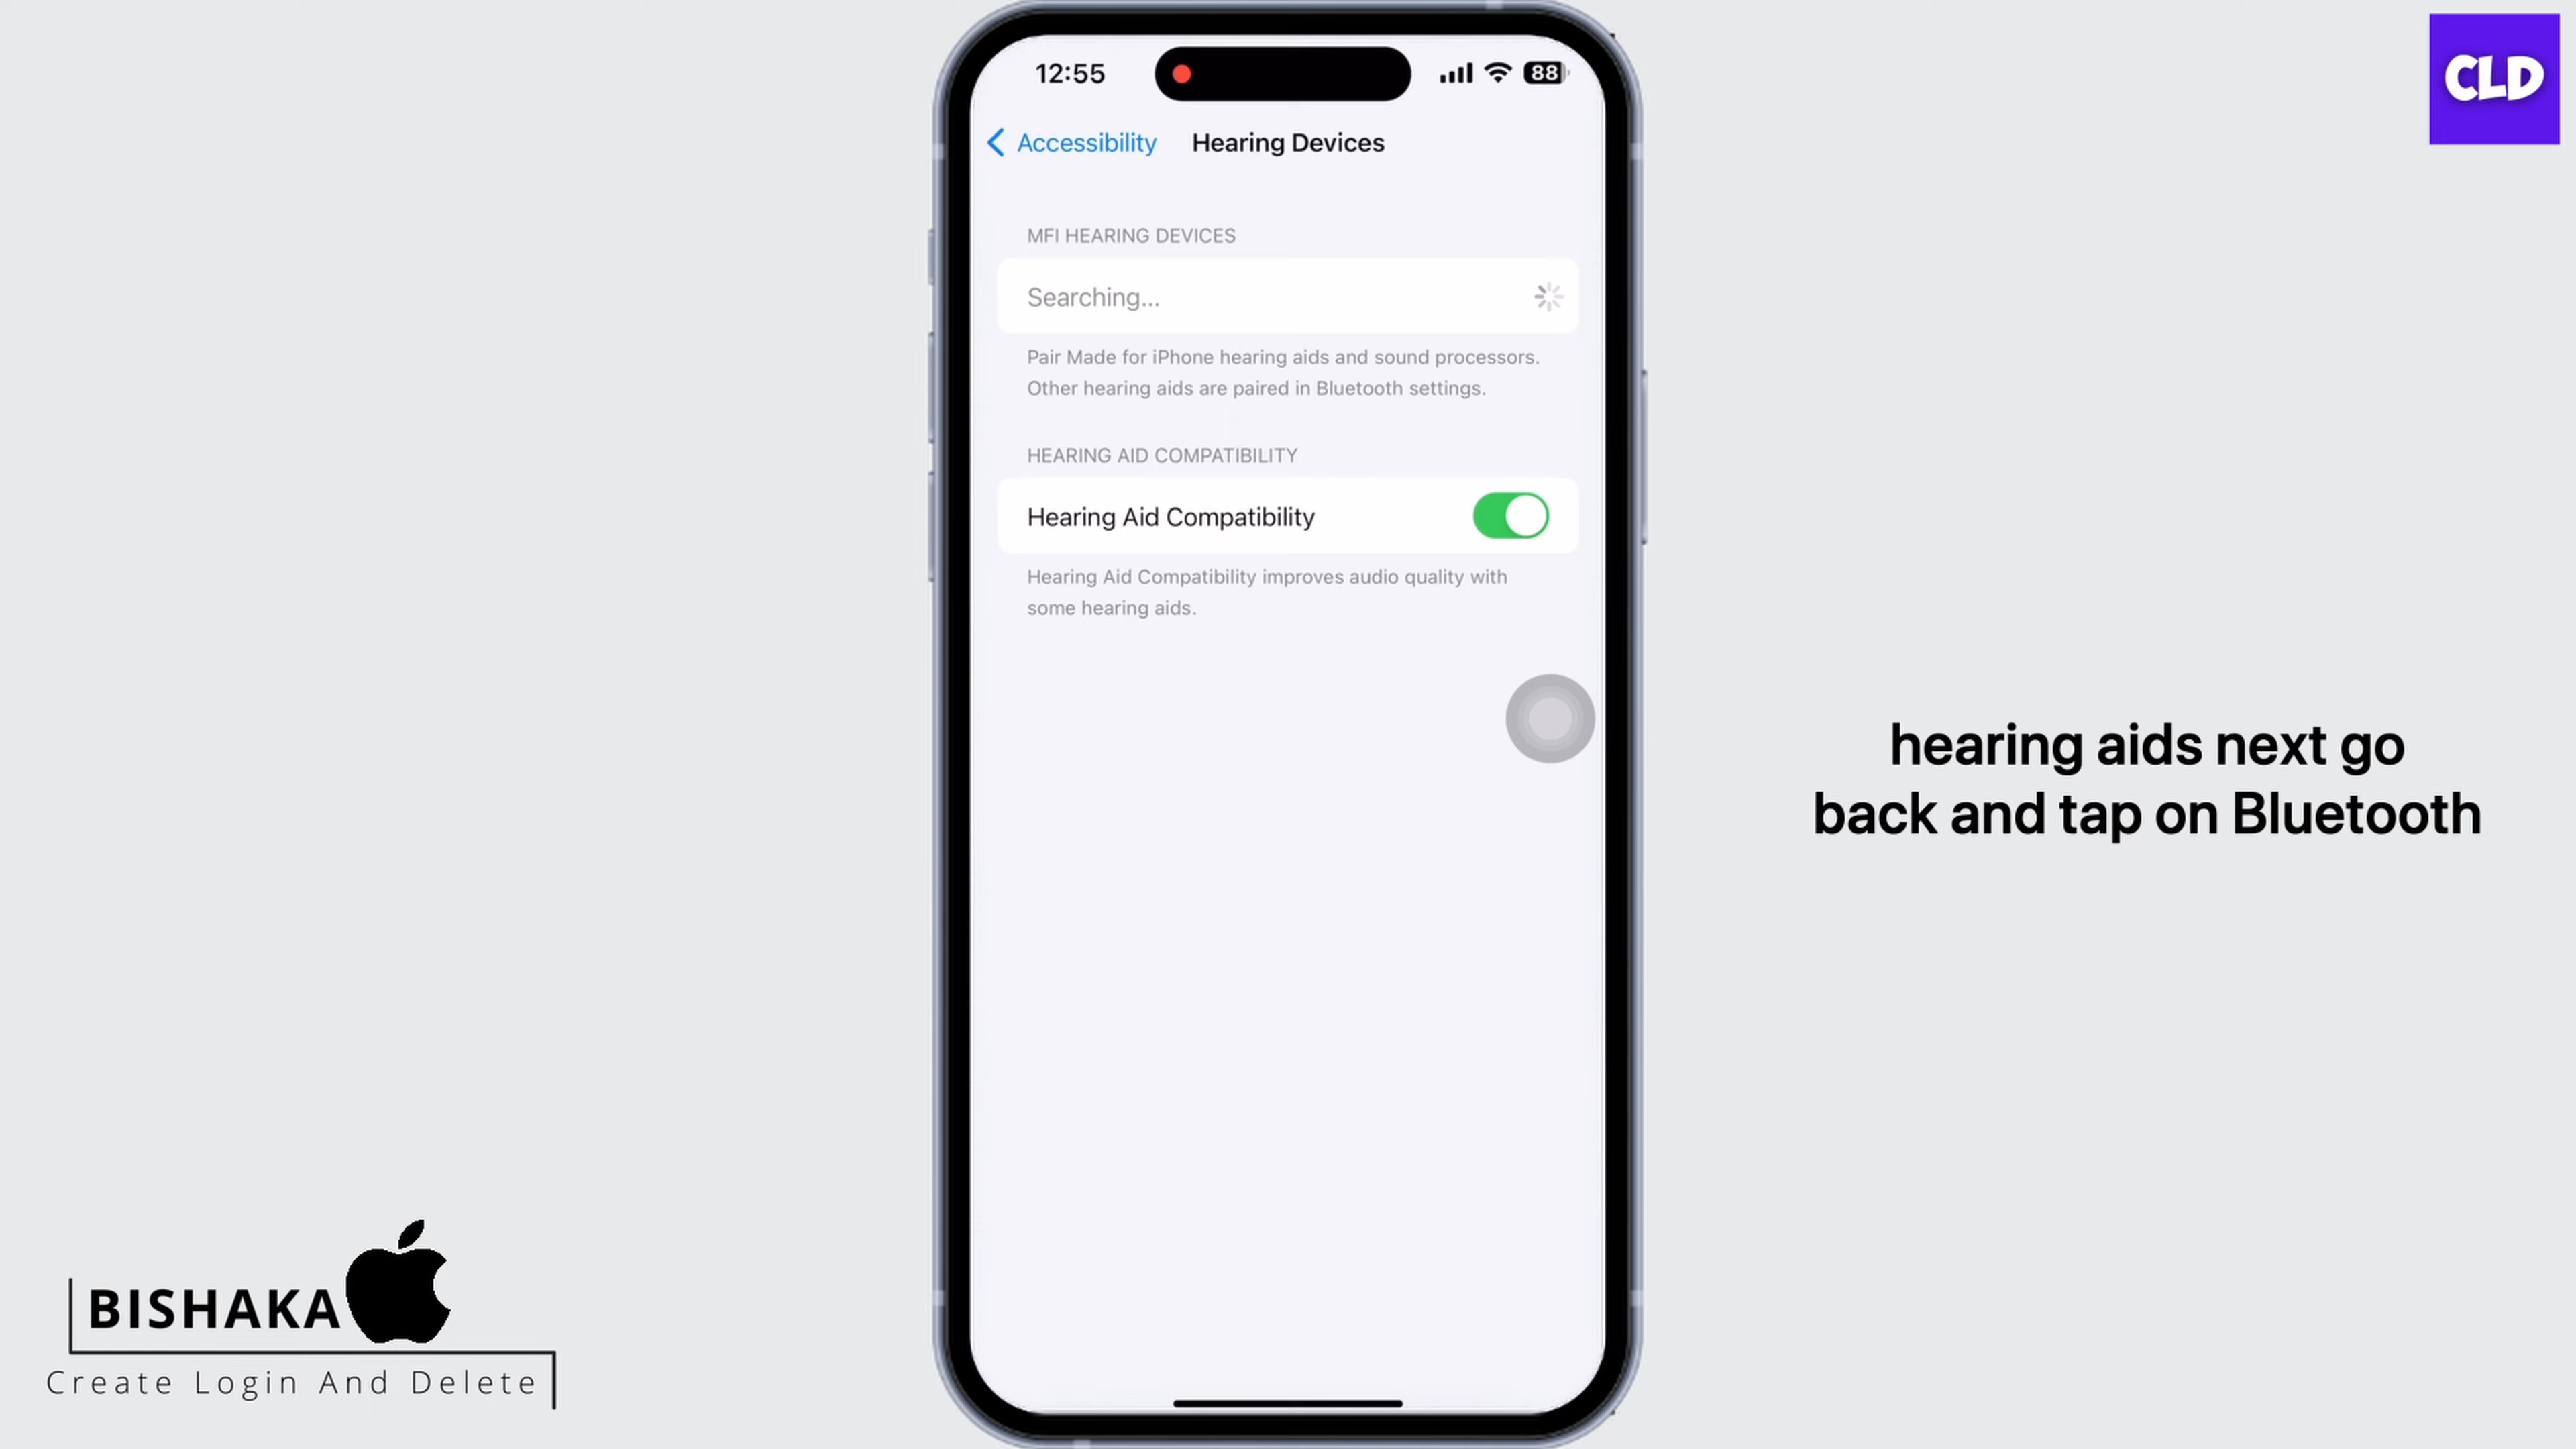 CLD
12:55
88
Accessibility
Hearing Devices
MFI HEARING DEVICES
Searching...
Pair Made for iPhone hearing aids and sound processors.
Other hearing aids are paired in Bluetooth settings.
HEARING AID COMPATIBILITY
Hearing Aid Compatibility
Hearing Aid Compatibility improves audio quality with
some hearing aids.
hearing aids next go
back and tap on Bluetooth
BISHAKA
Create Login And Delete